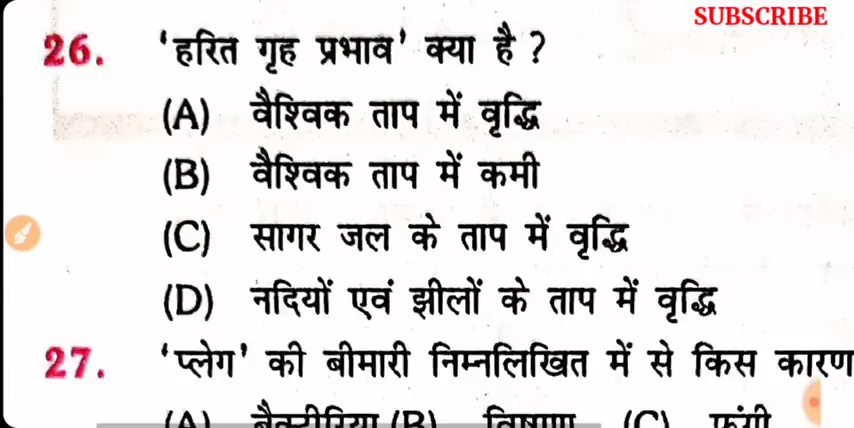 SUBSCRIBE
26. 'हरित गृह प्रभाव' क्या है ?
(A) वैश्विक ताप में वृद्धि
(B) वैश्विक ताप में कमी
(C) सागर जल के ताप में वृद्धि
(D) नदियों एवं झीलों के ताप में वृद्धि
27. 'प्लेग' की बीमारी निम्नलिखित में से किस कारण
(A) बैक्टीरिया (B) विषाणु (C) फंगी